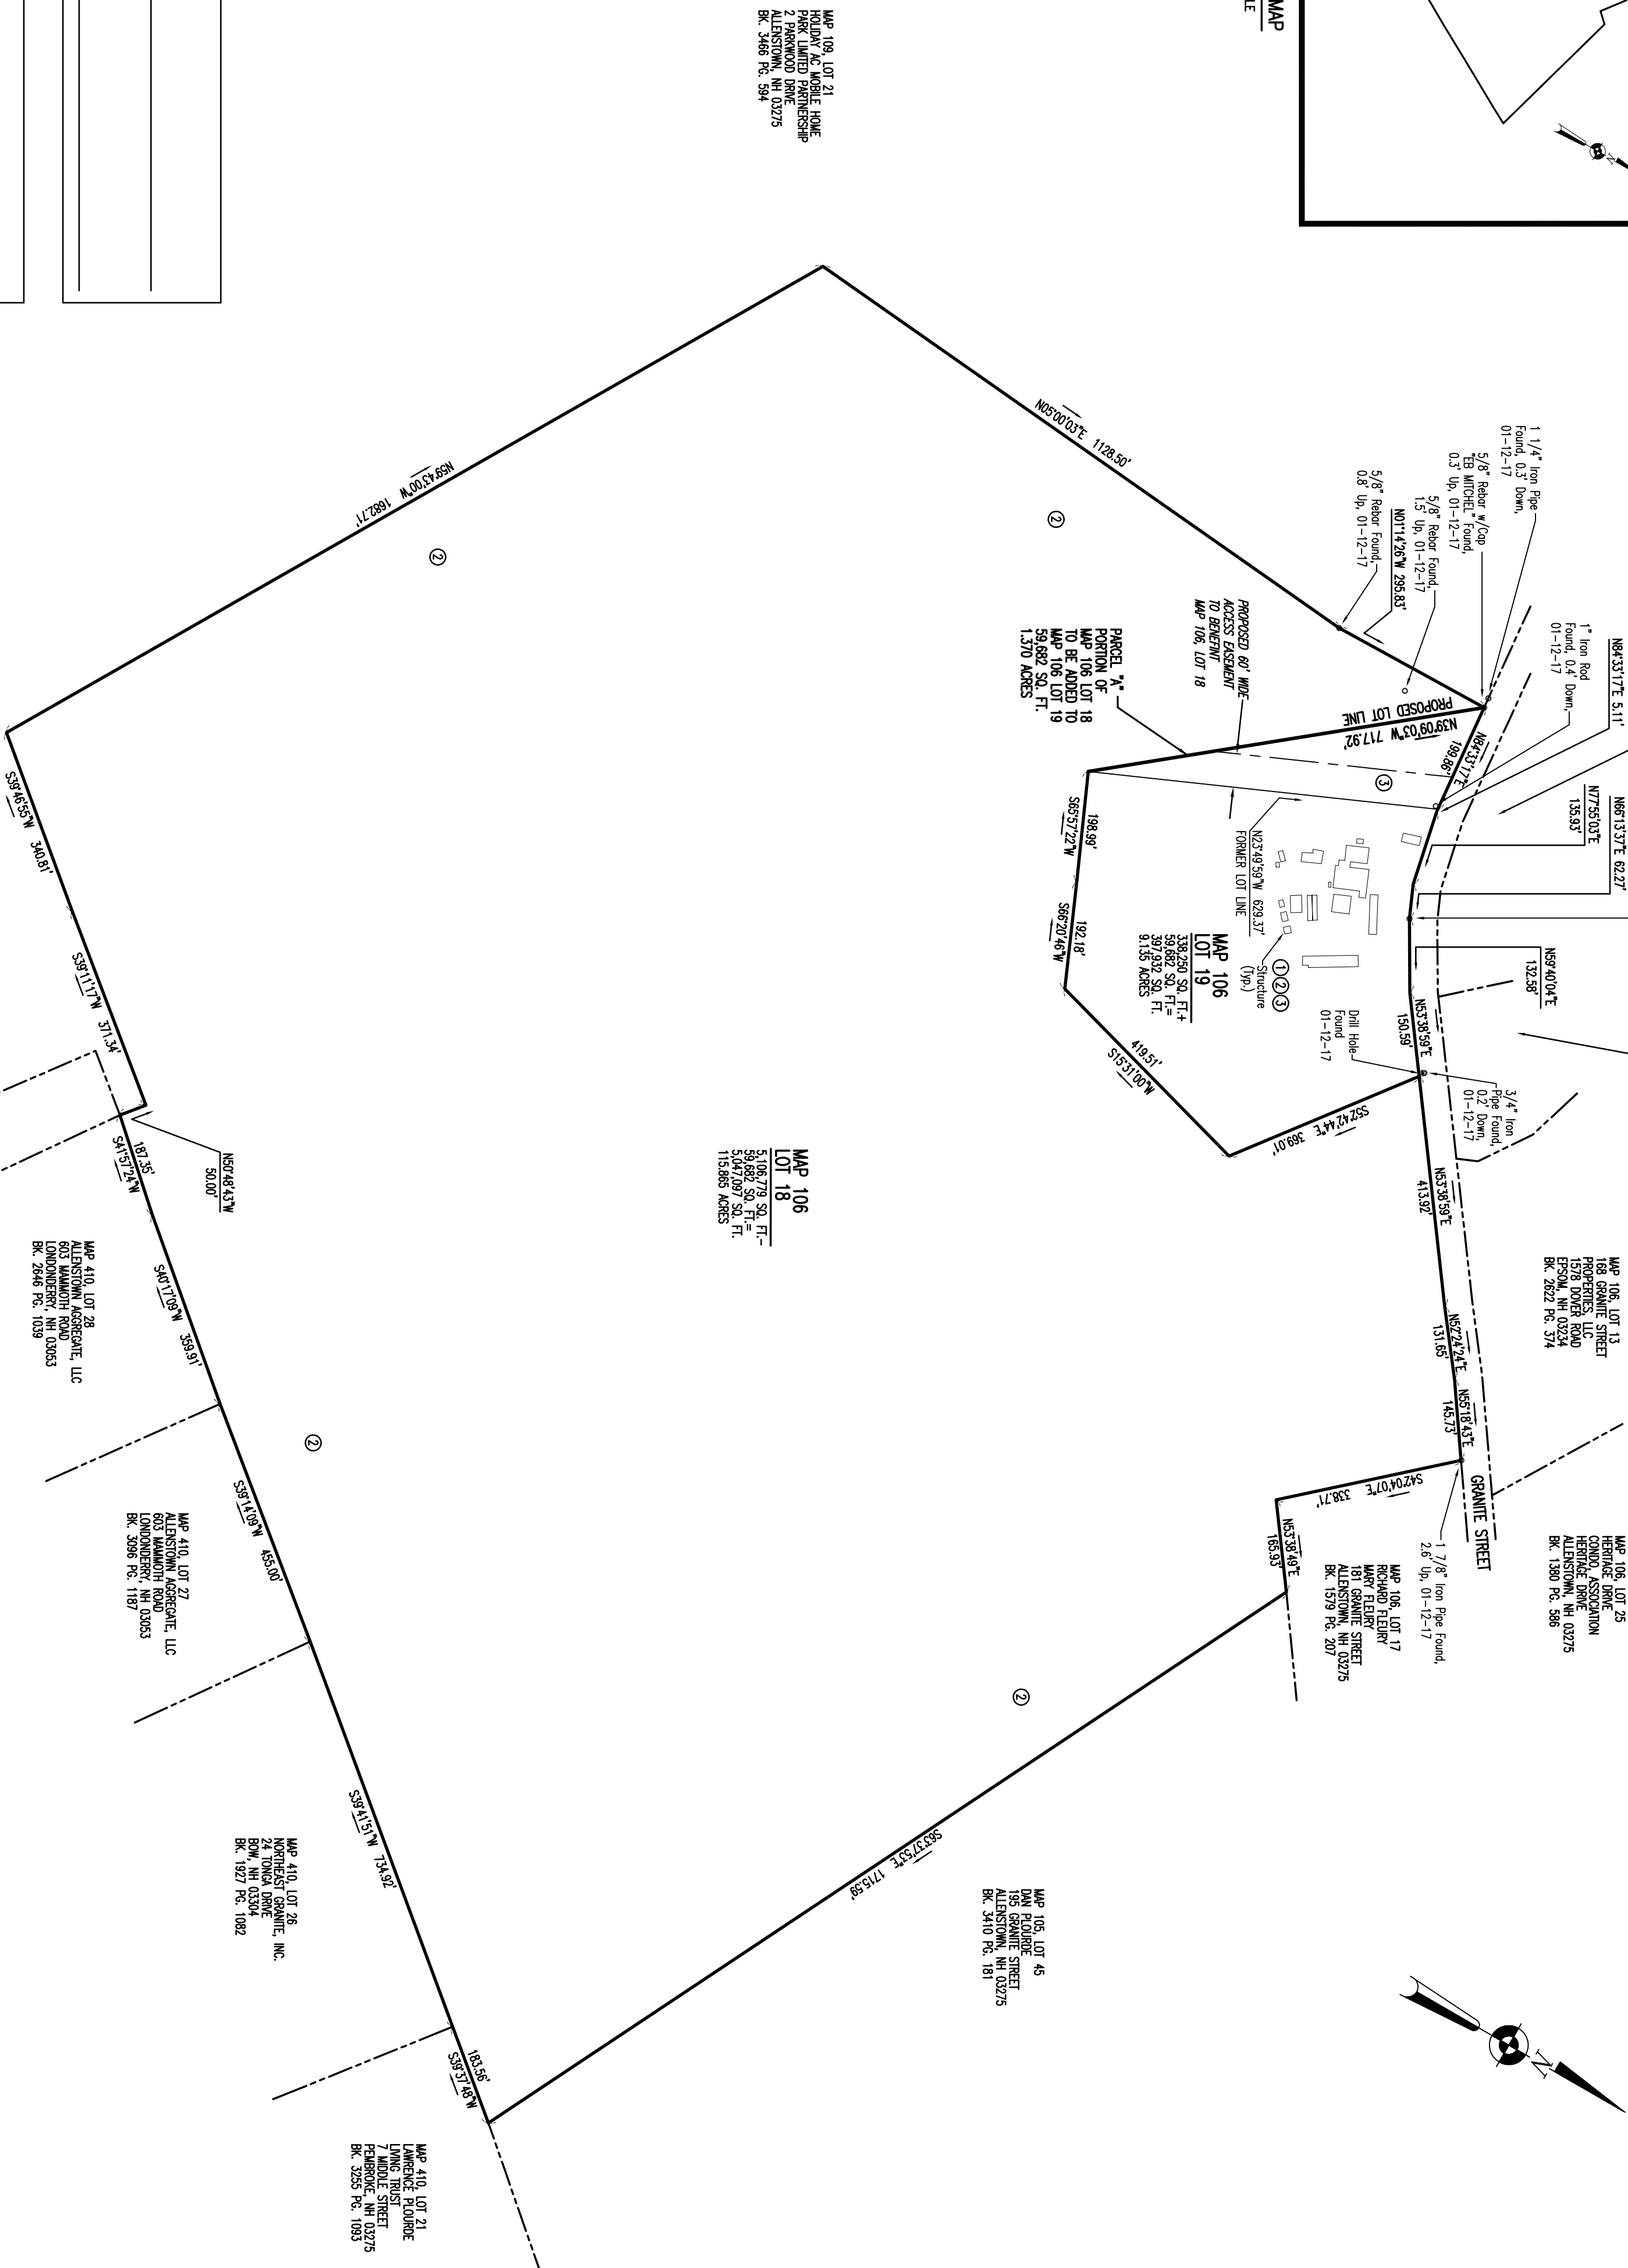 MAP
LE
N
MAP 109, LOT 21
HOLIDAY AC MOBILE HOME
PARK LIMITED PARTNERSHIP
2 PARKWOOD DRIVE
ALLENSTOWN, NH 03275
BK. 3466 PG. 594
1 1/4" Iron Pipe
Found, 0.3' Down,
01-12-17
5/8" Rebar w/Cap
"EB MITCHEL" Found,
0.3' Up, 01-12-17
5/8" Rebar Found,
1.5' Up, 01-12-17
N01°14'26"W 295.83'
5/8" Rebar Found,
0.8' Up, 01-12-17
1" Iron Rod
Found, 0.4' Down,
01-12-17
N84°33'17"E 5.11'
N84°33'17"E
199.86'
N66°13'37"E 62.27'
N77°55'03"E
135.93'
N59°40'04"E
132.58'
N53°38'59"E
150.59'
Drill Hole
Found
01-12-17
3/4" Iron
Pipe Found,
0.2' Down,
01-12-17
N53°38'59"E
413.92'
N52°24'24"E
131.65'
N55°18'43"E
145.73'
GRANITE STREET
1 7/8" Iron Pipe Found,
2.6' Up, 01-12-17
MAP 106, LOT 13
168 GRANITE STREET
PROPERTIES, LLC
1578 DOVER ROAD
EPSOM, NH 03234
BK. 2622 PG. 374
MAP 106, LOT 25
HERITAGE DRIVE
CONDO, ASSOCIATION
HERITAGE DRIVE
ALLENSTOWN, NH 03275
BK. 1380 PG. 586
MAP 106, LOT 17
RICHARD FLEURY
MARY FLEURY
181 GRANITE STREET
ALLENSTOWN, NH 03275
BK. 1579 PG. 207
S42°04'07"E 338.71'
N53°38'49"E
165.93'
PROPOSED LOT LINE
N39°09'03"W 717.92'
PROPOSED 60' WIDE
ACCESS EASEMENT
TO BENEFINT
MAP 106, LOT 18
PARCEL "A"
PORTION OF
MAP 106 LOT 18
TO BE ADDED TO
MAP 106 LOT 19
59,682 SQ. FT.
1.370 ACRES
3
N23°49'59"W 629.37'
FORMER LOT LINE
1 2 3
Structure
(Typ.)
MAP 106
LOT 19
338,250 SQ. FT.+
59,682 SQ. FT.=
397,932 SQ. FT.
9.135 ACRES
198.99'
S65°57'22"W
192.18'
S66°20'46"W
419.51'
S15°31'00"W
S52°42'44"E 369.01'
N05°00'03"E 1128.50'
2
N59°43'00"W 1682.71'
2
MAP 106
LOT 18
5,106,779 SQ. FT.-
59,682 SQ. FT.=
5,047,097 SQ. FT.
115.865 ACRES
2
S63°37'53"E 1715.59'
MAP 105, LOT 45
DAN PLOURDE
195 GRANITE STREET
ALLENSTOWN, NH 03275
BK. 3410 PG. 181
N
S39°46'55"W 340.81'
S39°11'17"W 371.34'
N50°48'43"W
50.00'
187.35'
S41°57'24"W
S40°17'09"W 359.91'
2
S39°14'09"W 455.00'
S39°41'51"W 734.92'
183.56'
S39°37'48"W
MAP 410, LOT 28
ALLENSTOWN AGGREGATE, LLC
603 MAMMOTH ROAD
LONDONDERRY, NH 03053
BK. 2646 PG. 1039
MAP 410, LOT 27
ALLENSTOWN AGGREGATE, LLC
603 MAMMOTH ROAD
LONDONDERRY, NH 03053
BK. 3096 PG. 1187
MAP 410, LOT 26
NORTHEAST GRANITE, INC.
24 TONGA DRIVE
BOW, NH 03304
BK. 1927 PG. 1082
MAP 410, LOT 21
LAWRENCE PLOURDE
LIVING TRUST
7 MIDDLE STREET
PEMBROKE, NH 03275
BK. 3255 PG. 1093